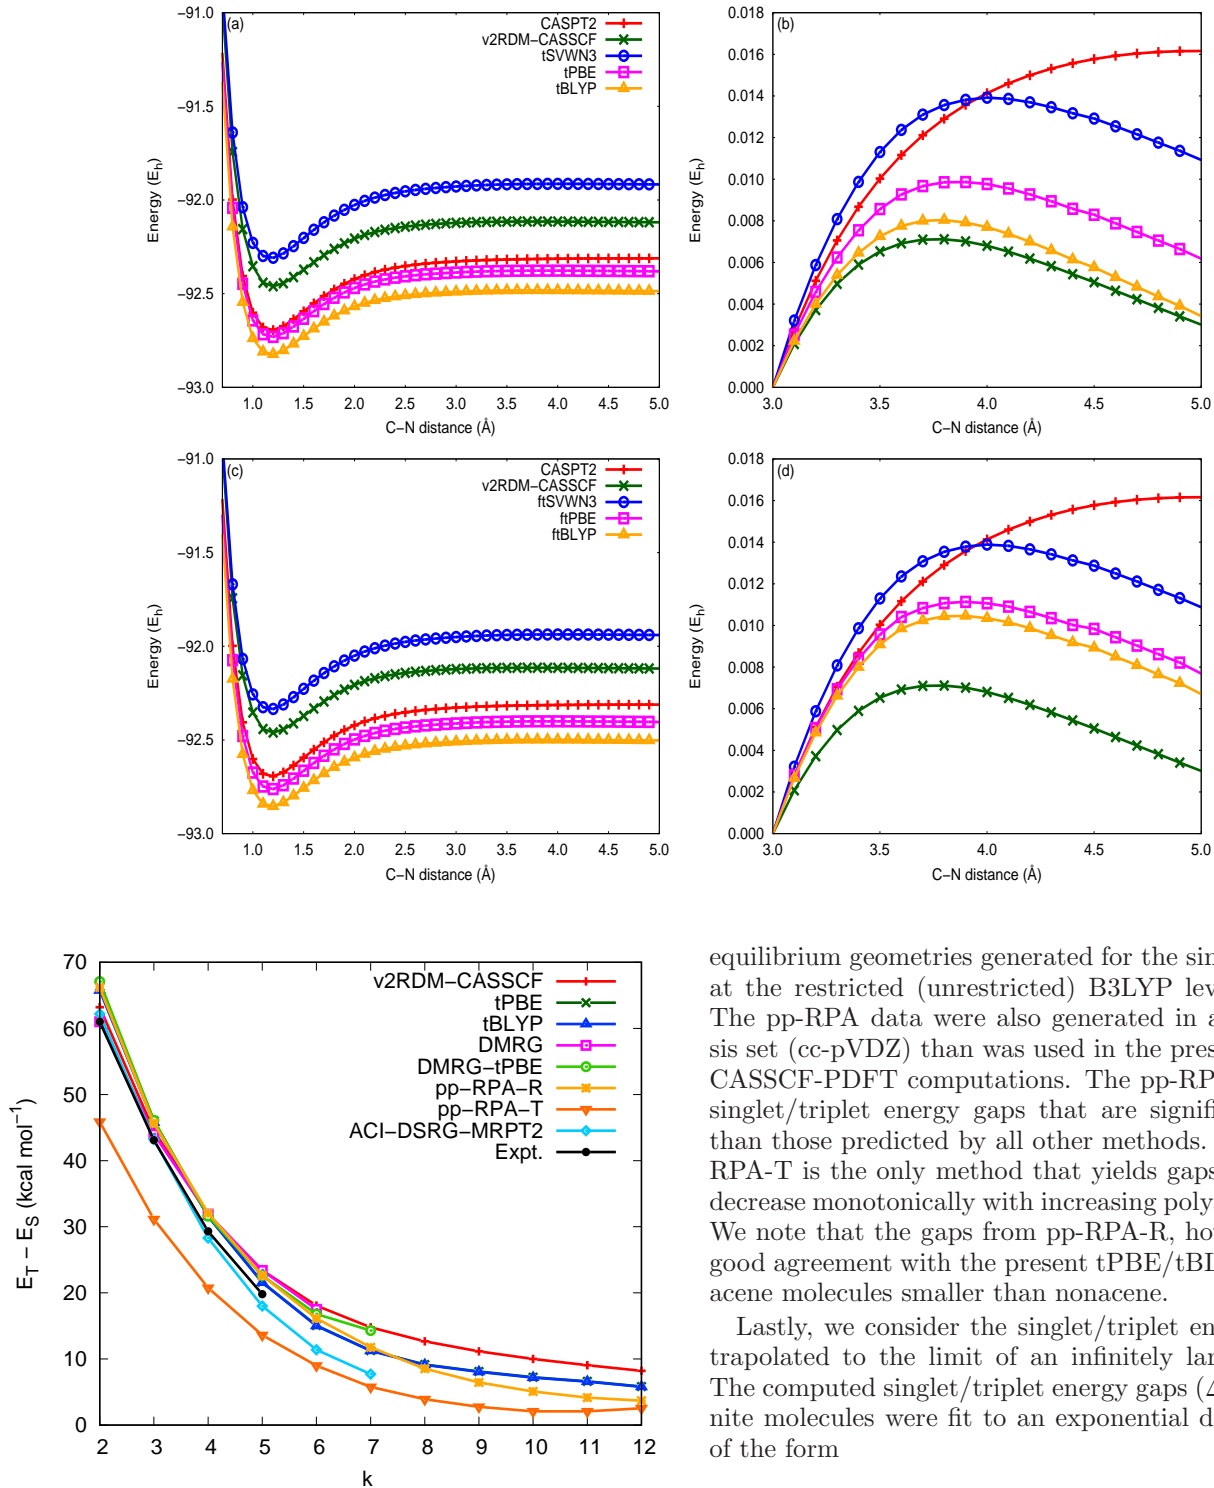 (a)
CASPT2
v2RDM−CASSCF
tSVWN3
tPBE
tBLYP
Energy (Eh)
−91.0
−91.5
−92.0
−92.5
−93.0
1.0 1.5 2.0 2.5 3.0 3.5 4.0 4.5 5.0
C−N distance (Å)
(b)
Energy (Eh)
0.018
0.016
0.014
0.012
0.010
0.008
0.006
0.004
0.002
0.000
3.0 3.5 4.0 4.5 5.0
C−N distance (Å)
(c)
CASPT2
v2RDM−CASSCF
ftSVWN3
ftPBE
ftBLYP
Energy (Eh)
−91.0
−91.5
−92.0
−92.5
−93.0
1.0 1.5 2.0 2.5 3.0 3.5 4.0 4.5 5.0
C−N distance (Å)
(d)
Energy (Eh)
0.018
0.016
0.014
0.012
0.010
0.008
0.006
0.004
0.002
0.000
3.0 3.5 4.0 4.5 5.0
C−N distance (Å)
v2RDM−CASSCF
tPBE
tBLYP
DMRG
DMRG−tPBE
pp−RPA−R
pp−RPA−T
ACI−DSRG−MRPT2
Expt.
ET − ES (kcal mol−1)
70
60
50
40
30
20
10
0
2 3 4 5 6 7 8 9 10 11 12
k
equilibrium geometries generated for the sin
at the restricted (unrestricted) B3LYP lev
The pp-RPA data were also generated in a
sis set (cc-pVDZ) than was used in the pres
CASSCF-PDFT computations. The pp-RP
singlet/triplet energy gaps that are signifi
than those predicted by all other methods.
RPA-T is the only method that yields gaps
decrease monotonically with increasing poly
We note that the gaps from pp-RPA-R, ho
good agreement with the present tPBE/tBL
acene molecules smaller than nonacene.
Lastly, we consider the singlet/triplet en
trapolated to the limit of an infinitely lar
The computed singlet/triplet energy gaps (
nite molecules were fit to an exponential d
of the form